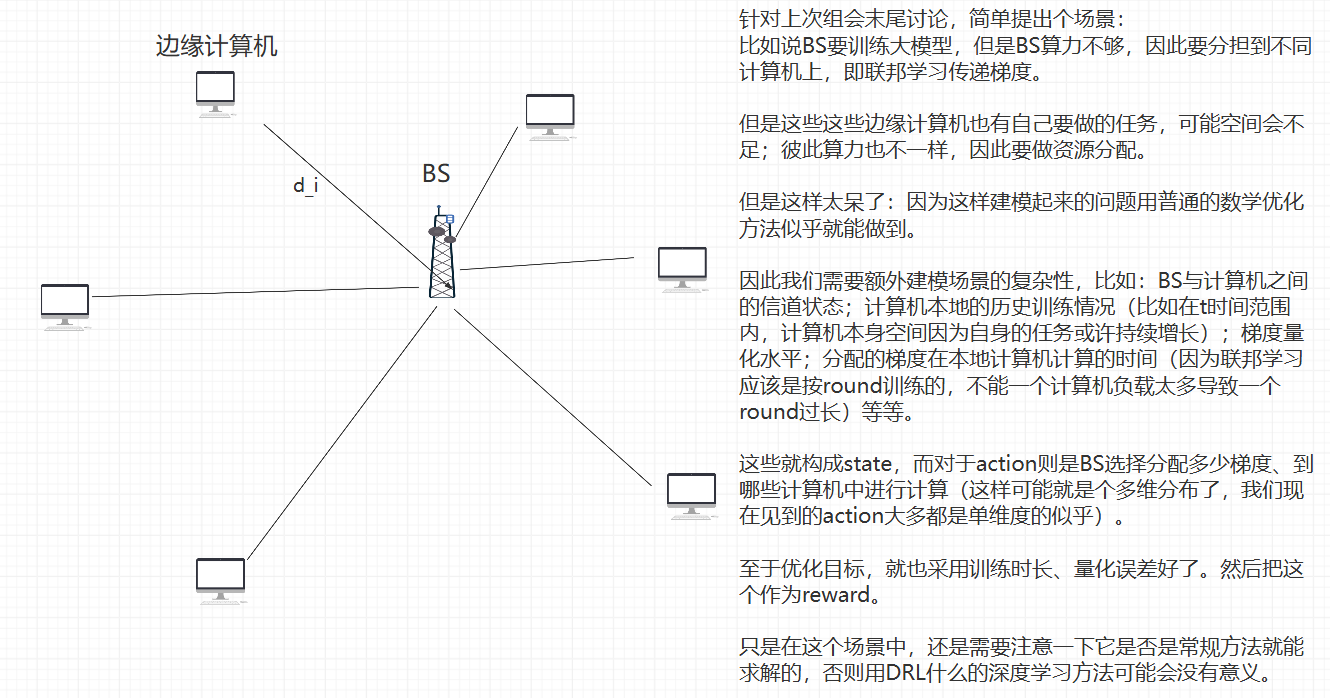 边缘计算机
d_i
BS
针对上次组会末尾讨论，简单提出个场景：
比如说BS要训练大模型，但是BS算力不够，因此要分担到不同
计算机上，即联邦学习传递梯度。
但是这些这些边缘计算机也有自己要做的任务，可能空间会不
足；彼此算力也不一样，因此要做资源分配。
但是这样太呆了：因为这样建模起来的问题用普通的数学优化
方法似乎就能做到。
因此我们需要额外建模场景的复杂性，比如：BS与计算机之间
的信道状态；计算机本地的历史训练情况（比如在t时间范围
内，计算机本身空间因为自身的任务或许持续增长）；梯度量
化水平；分配的梯度在本地计算机计算的时间（因为联邦学习
应该是按round训练的，不能一个计算机负载太多导致一个
round过长）等等。
这些就构成state，而对于action则是BS选择分配多少梯度、到
哪些计算机中进行计算（这样可能就是个多维分布了，我们现
在见到的action大多都是单维度的似乎）。
至于优化目标，就也采用训练时长、量化误差好了。然后把这
个作为reward。
只是在这个场景中，还是需要注意一下它是否是常规方法就能
求解的，否则用DRL什么的深度学习方法可能会没有意义。